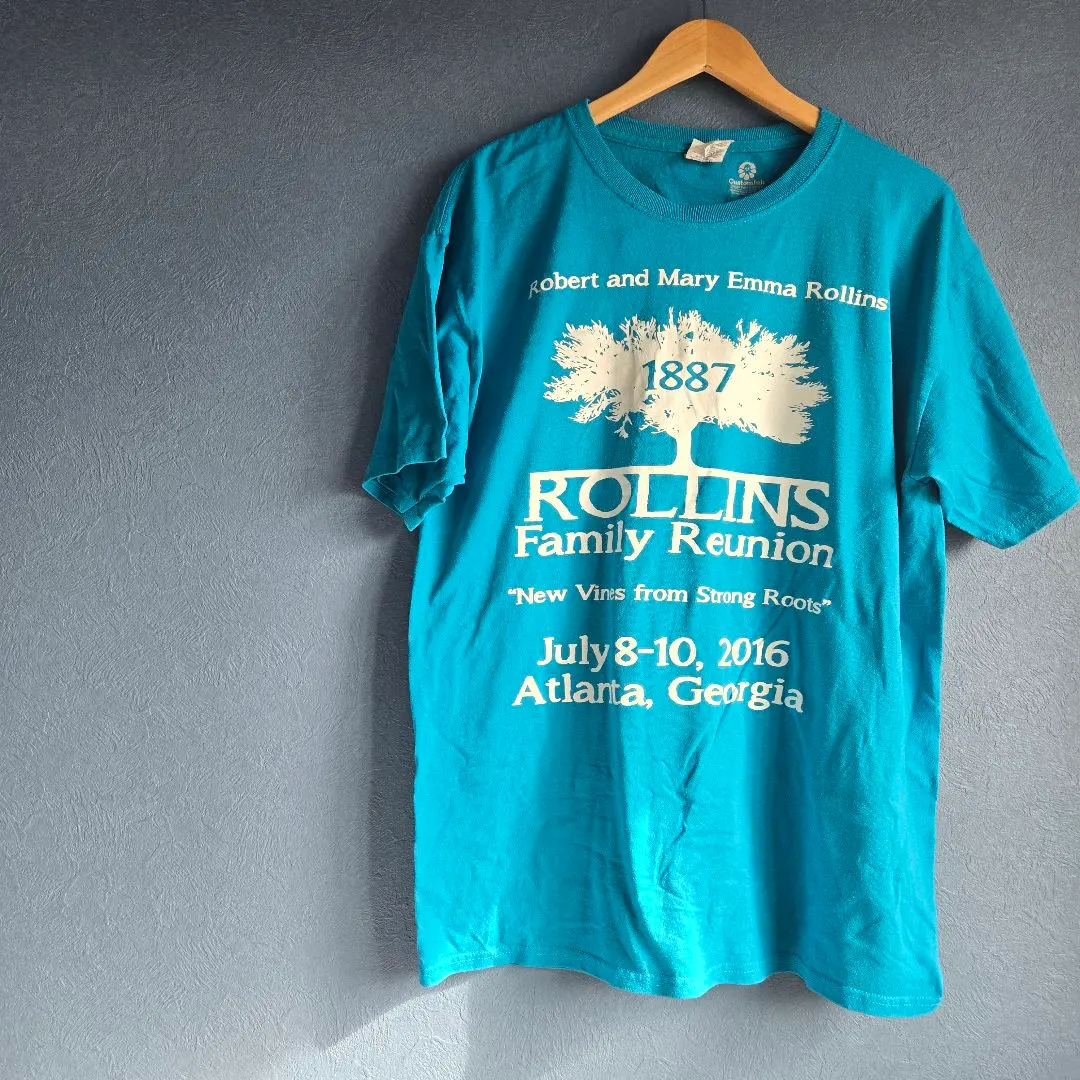 CustomInk
Robert and Mary Emma Rollins
1887
ROLLINS
Family Reunion
“New Vines from Strong Roots”
July 8-10, 2016
Atlanta, Georgia